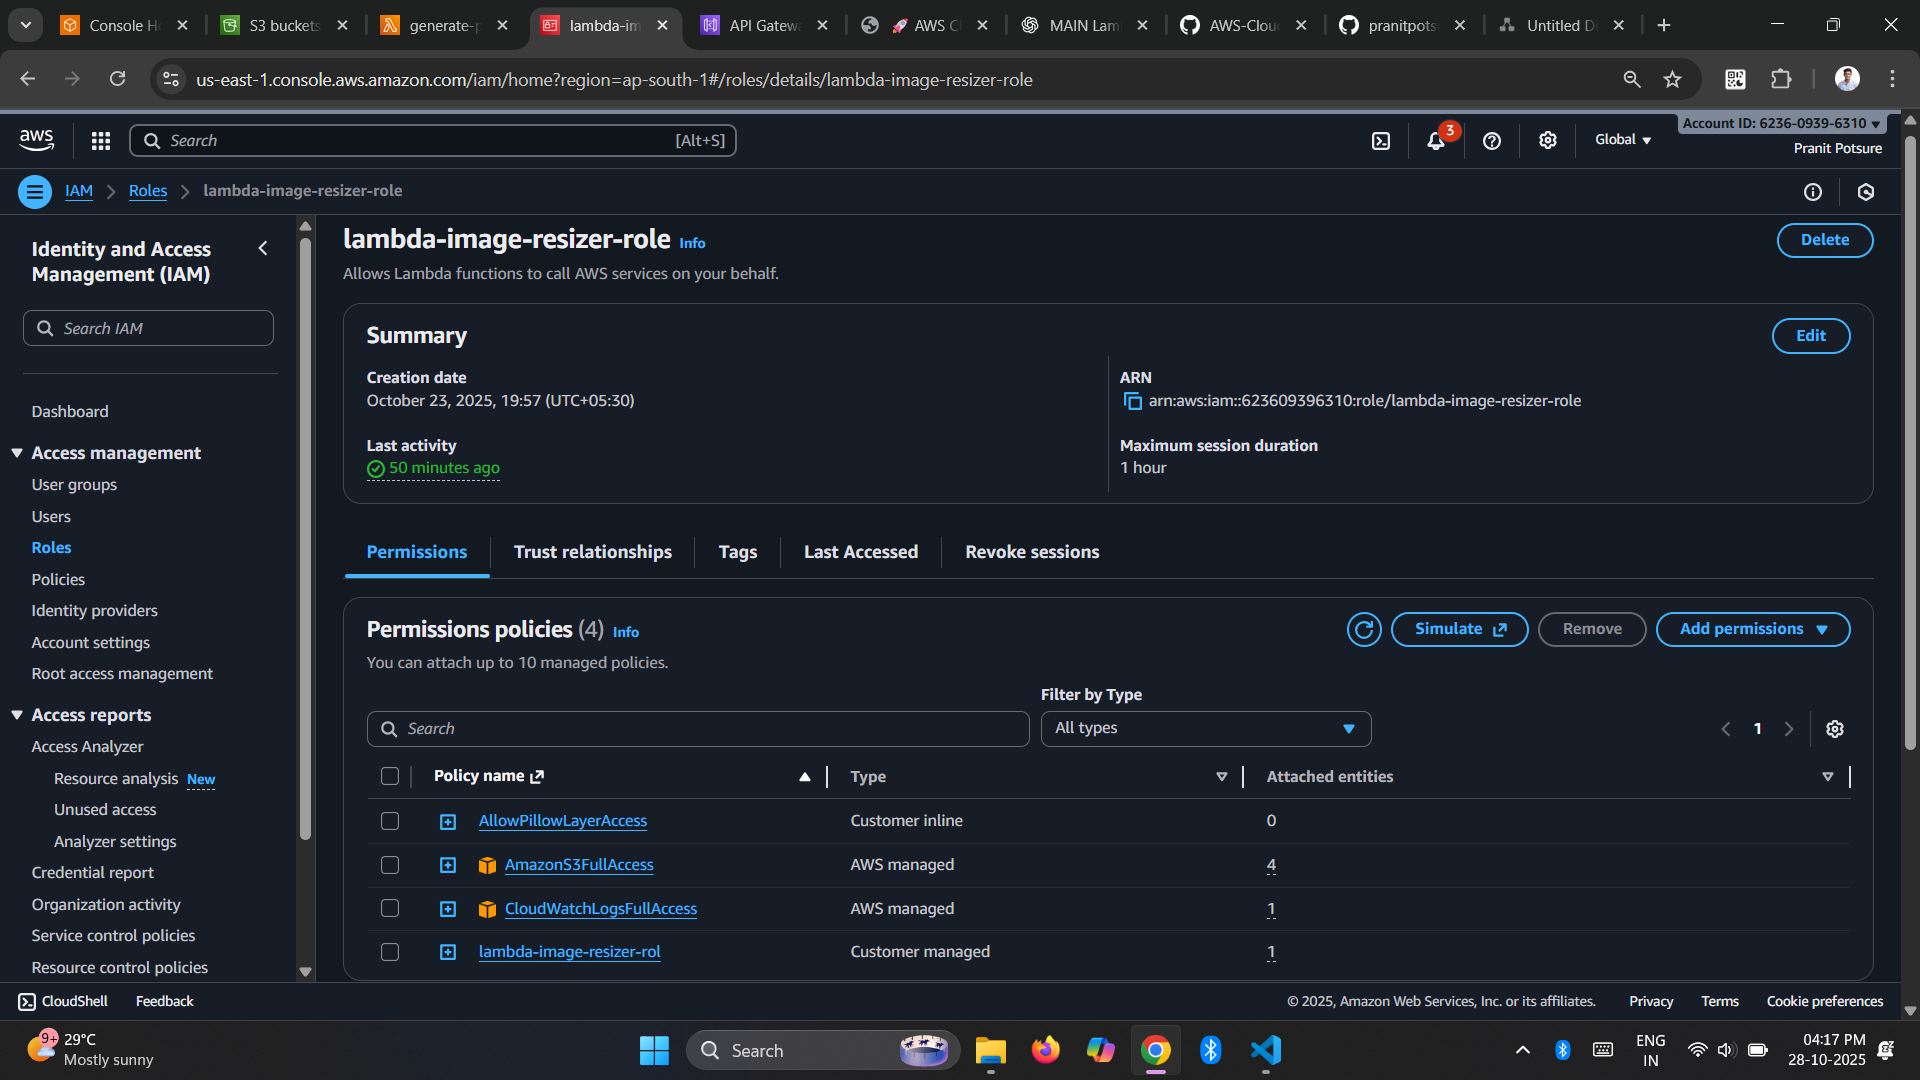 Console H
S3 buckets
generate-p
lambda-im
API Gatew
🚀 AWS C
MAIN Lam
AWS-Clou
pranitpots
Untitled D
us-east-1.console.aws.amazon.com/iam/home?region=ap-south-1#/roles/details/lambda-image-resizer-role
aws
Search
[Alt+S]
3
Global
Account ID: 6236-0939-6310
Pranit Potsure
IAM
Roles
lambda-image-resizer-role
Identity and Access
Management (IAM)
Search IAM
Dashboard
Access management
User groups
Users
Roles
Policies
Identity providers
Account settings
Root access management
Access reports
Access Analyzer
Resource analysis New
Unused access
Analyzer settings
Credential report
Organization activity
Service control policies
Resource control policies
lambda-image-resizer-role Info
Delete
Allows Lambda functions to call AWS services on your behalf.
Summary
Edit
Creation date
October 23, 2025, 19:57 (UTC+05:30)
ARN
arn:aws:iam::623609396310:role/lambda-image-resizer-role
Last activity
50 minutes ago
Maximum session duration
1 hour
Permissions
Trust relationships
Tags
Last Accessed
Revoke sessions
Permissions policies (4) Info
Simulate
Remove
Add permissions
You can attach up to 10 managed policies.
Filter by Type
Search
All types
1
Policy name
Type
Attached entities
AllowPillowLayerAccess
Customer inline
0
AmazonS3FullAccess
AWS managed
4
CloudWatchLogsFullAccess
AWS managed
1
lambda-image-resizer-rol
Customer managed
1
CloudShell
Feedback
© 2025, Amazon Web Services, Inc. or its affiliates.
Privacy
Terms
Cookie preferences
9+
29°C
Mostly sunny
Search
ENG
IN
04:17 PM
28-10-2025